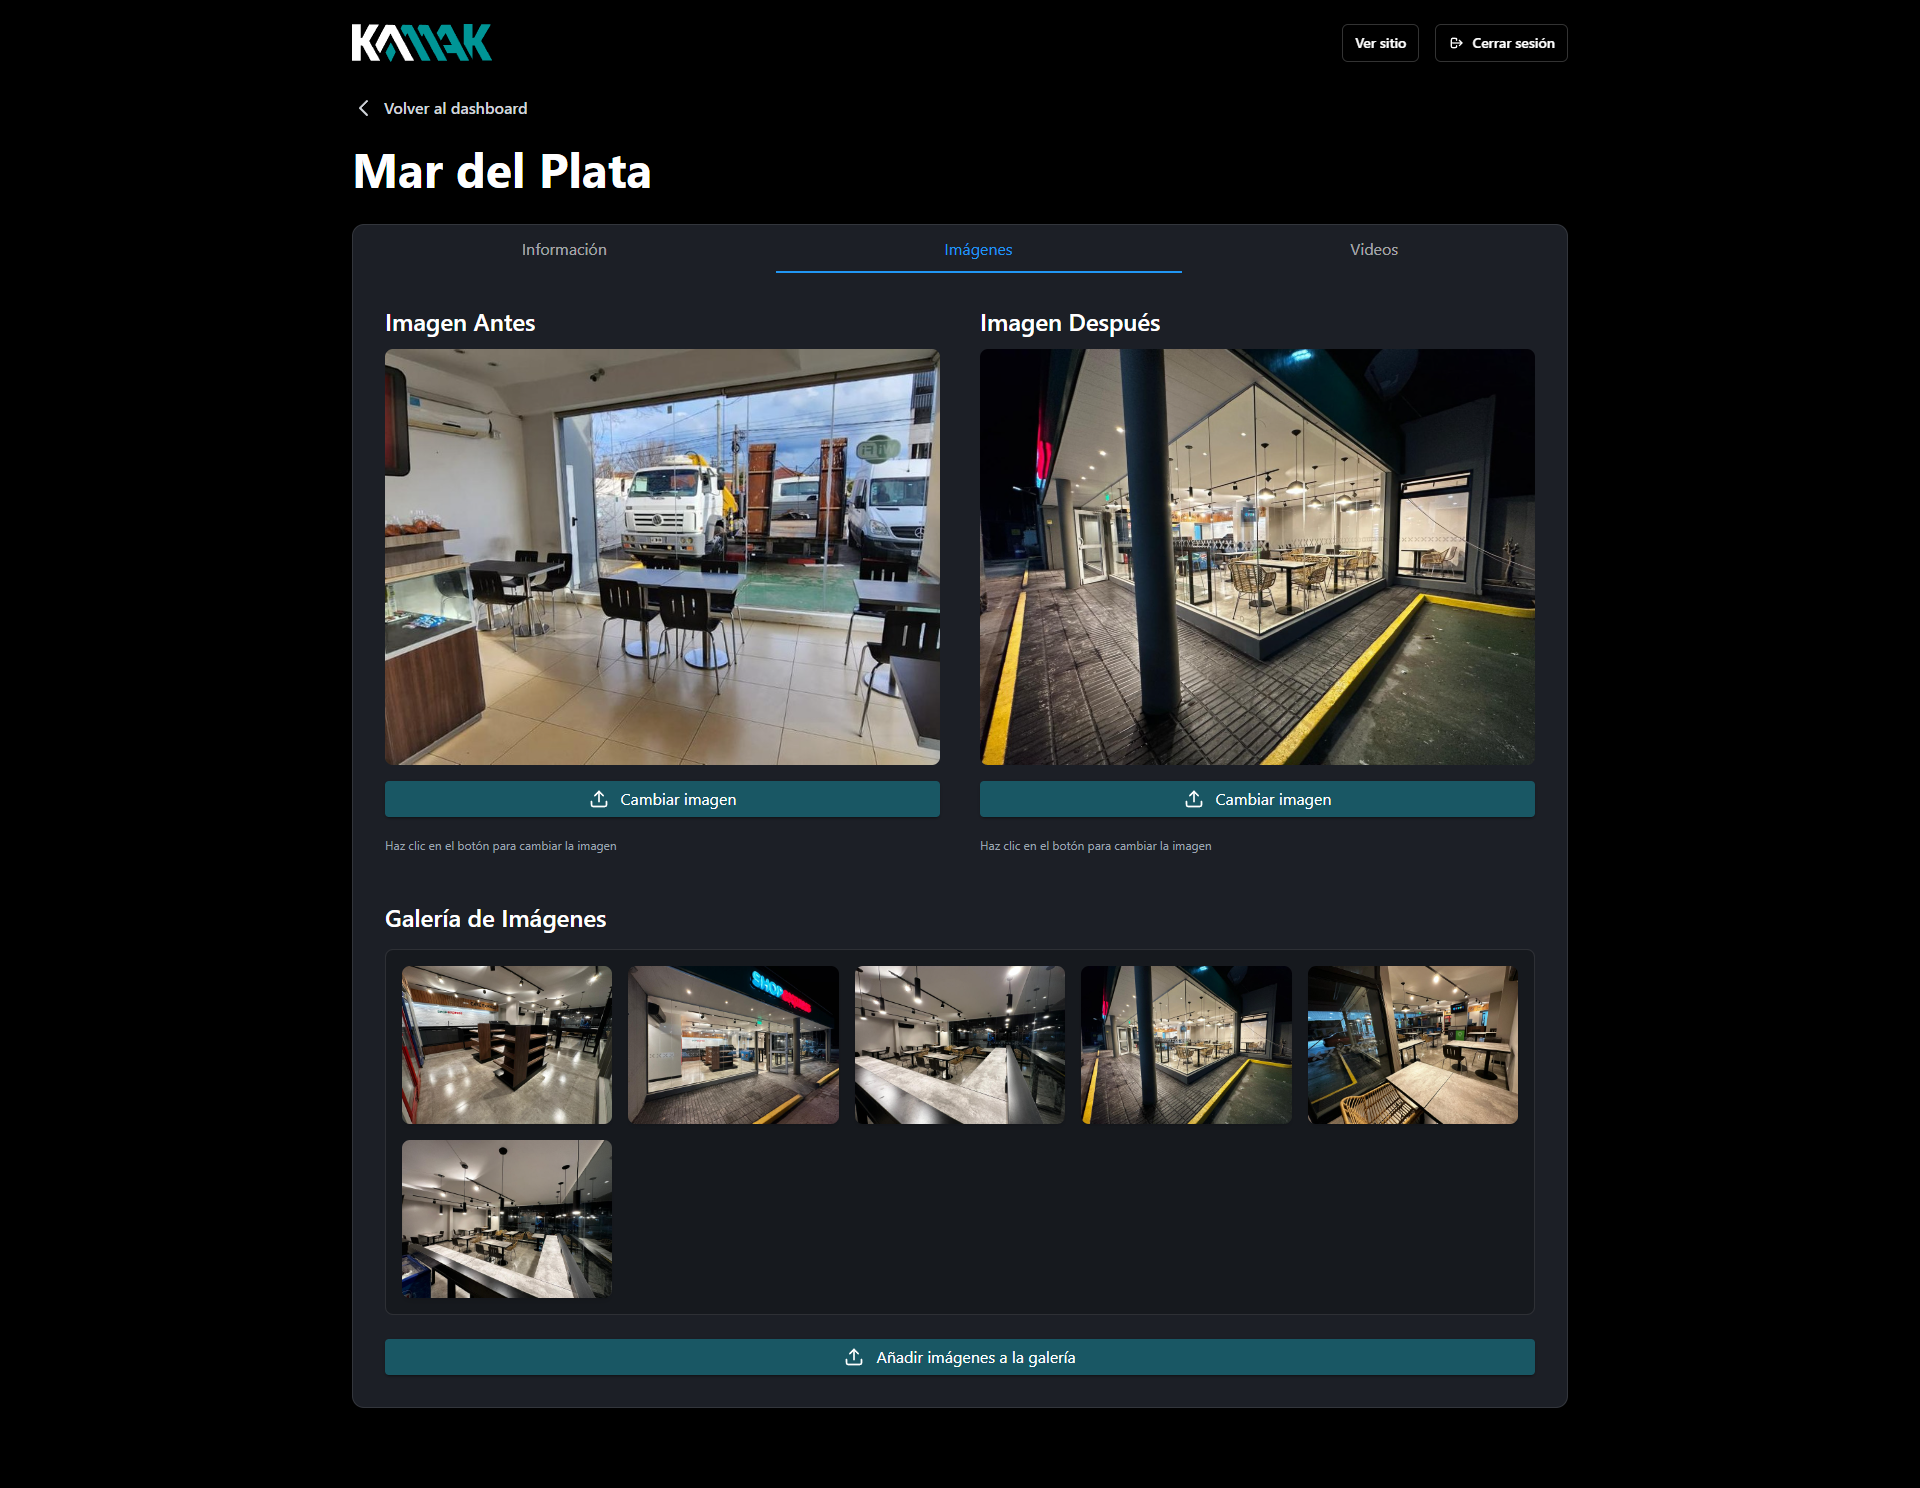 KAMAK
Ver sitio
Cerrar sesión
Volver al dashboard
Mar del Plata
Información
Imágenes
Videos
Imagen Antes
Imagen Después
Cambiar imagen
Cambiar imagen
Haz clic en el botón para cambiar la imagen
Haz clic en el botón para cambiar la imagen
Galería de Imágenes
SHOP
Añadir imágenes a la galería